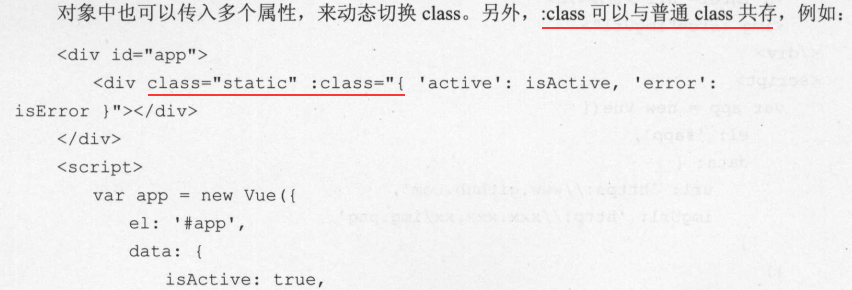 对象中也可以传入多个属性，来动态切换 class。另外，:class 可以与普通 class 共存，例如：
<div id="app">
<div class="static" :class="{ 'active': isActive, 'error':
isError }"></div>
</div>
<script>
var app = new Vue({
el: '#app',
data: {
isActive: true,